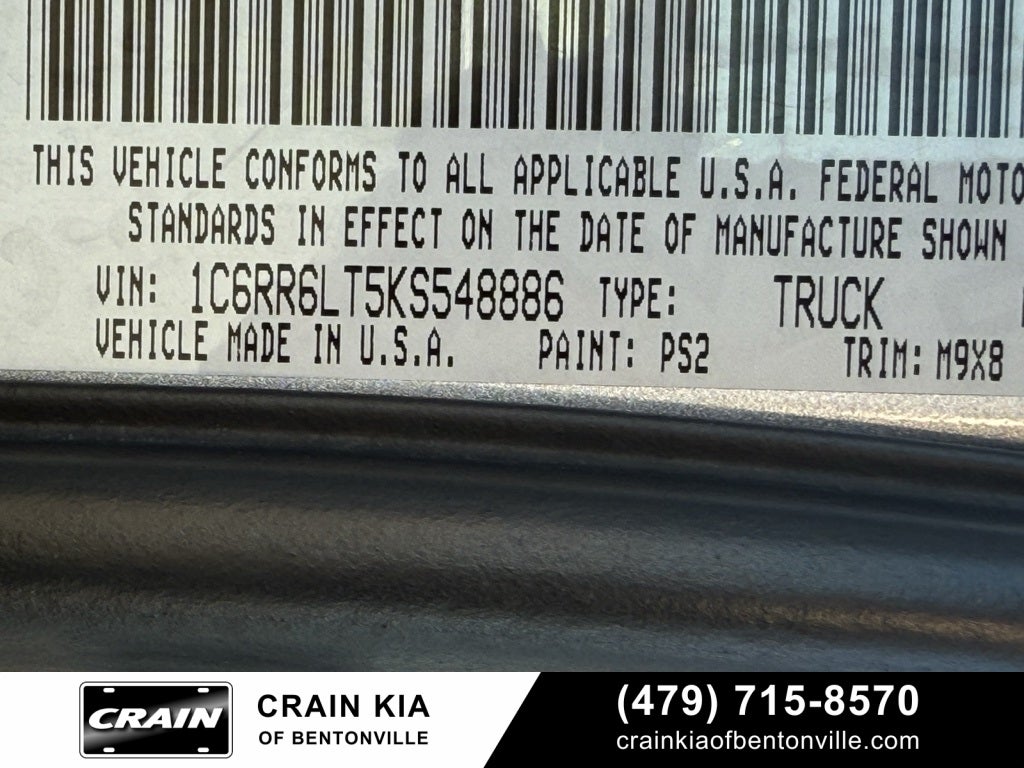 THIS VEHICLE CONFORMS TO ALL APPLICABLE U.S.A. FEDERAL
STANDARDS IN EFFECT ON THE DATE OF MANUFACTURE SHOWN
VIN: 1C6RR6LT5KS548886 TYPE: TRUCK
VEHICLE MADE IN U.S.A. PAINT: PS2 TRIM: M9X8
CRAIN
CRAIN KIA
OF BENTONVILLE
(479) 715-8570
crainkiaofbentonville.com